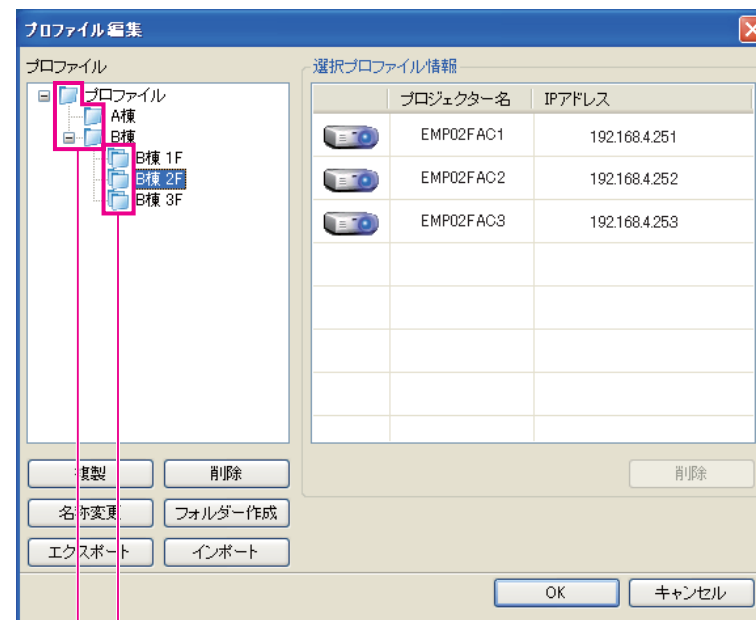 プロファイル編集
プロファイル
プロファイル
A棟
B棟
B棟 1F
B棟 2F
B棟 3F
選択プロファイル情報
プロジェクター名 IPアドレス
EMP02FAC1 192.168.4.251
EMP02FAC2 192.168.4.252
EMP02FAC3 192.168.4.253
複製 削除
削除
名称変更 フォルダー作成
エクスポート インポート
OK キャンセル